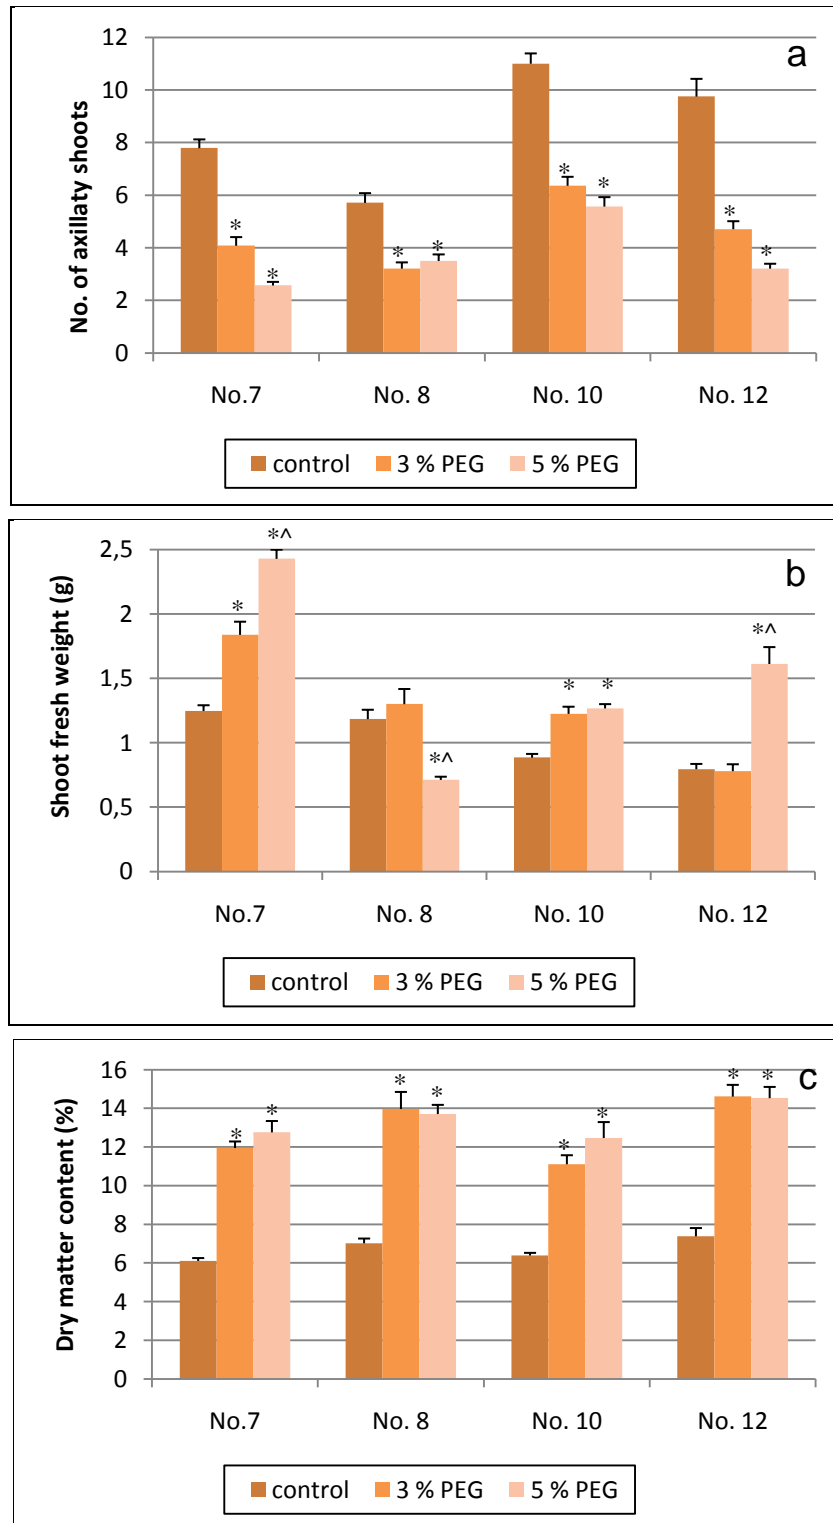 a
12
10
8
6
4
2
0
No. of axillaty shoots
* * * * * * * *
No.7 No. 8 No. 10 No. 12
control 3 % PEG 5 % PEG
b
2,5
2
1,5
1
0,5
0
Shoot fresh weight (g)
* *^ *^ * * *^
No.7 No. 8 No. 10 No. 12
control 3 % PEG 5 % PEG
c
16
14
12
10
8
6
4
2
0
Dry matter content (%)
* * * * * * * *
No.7 No. 8 No. 10 No. 12
control 3 % PEG 5 % PEG